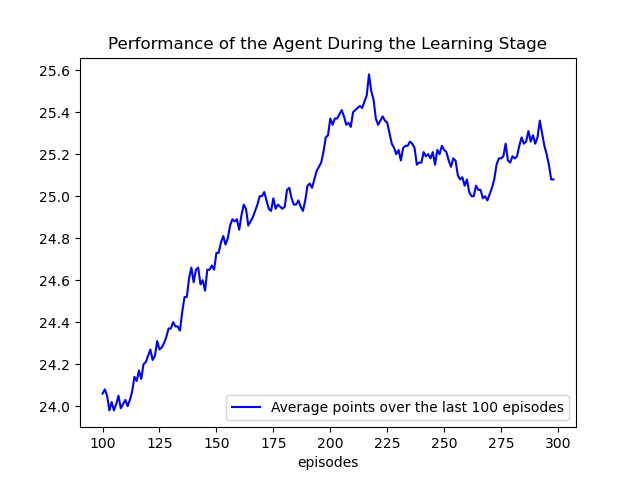 Performance of the Agent During the Learning Stage
25.6
25.4
25.2
25.0
24.8
24.6
24.4
24.2
24.0
Average points over the last 100 episodes
100 125 150 175 200 225 250 275 300
episodes